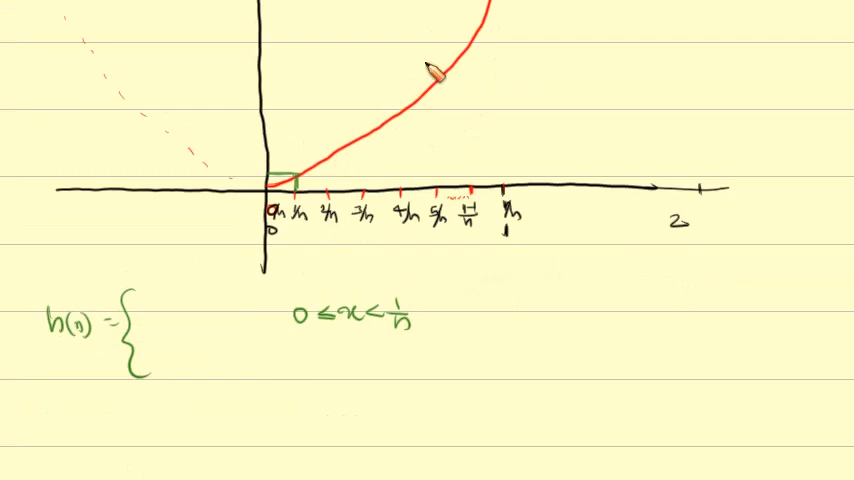 0/n 1/n 2/n 3/n 4/n 5/n n-1/n n/n
0 1 2
h(x) = { 0 ≤ x < 1/n